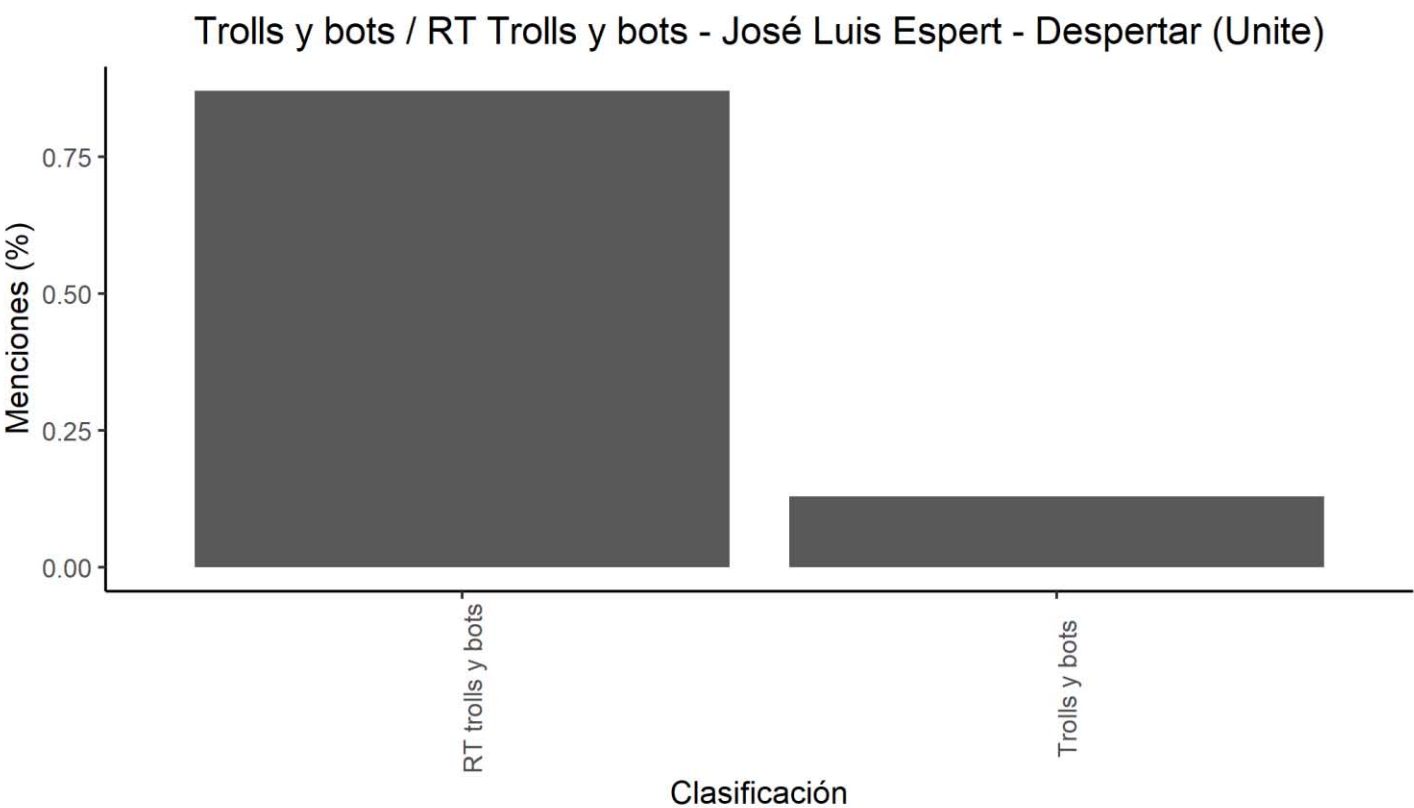 Trolls y bots / RT Trolls y bots - José Luis Espert - Despertar (Unite)
Menciones (%)
0.75
0.50
0.25
0.00
RT trolls y bots
Trolls y bots
Clasificación